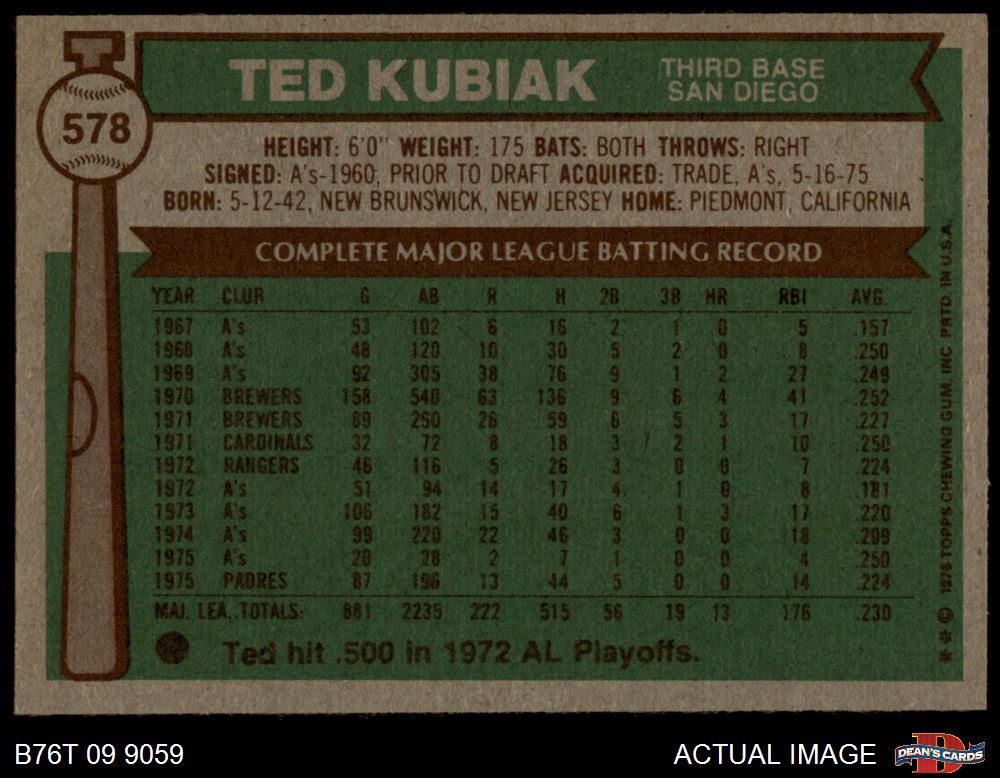 578
TED KUBIAK
THIRD BASE
SAN DIEGO
HEIGHT: 6'0" WEIGHT: 175 BATS: BOTH THROWS: RIGHT
SIGNED: A's-1960, PRIOR TO DRAFT ACQUIRED: TRADE, A's, 5-16-75
BORN: 5-12-42, NEW BRUNSWICK, NEW JERSEY HOME: PIEDMONT, CALIFORNIA
COMPLETE MAJOR LEAGUE BATTING RECORD
YEAR CLUB G AB R H 2B 3B HR RBI AVG.
1967 A's 53 102 6 16 2 1 0 5 .157
1968 A's 48 120 10 30 5 2 0 8 .250
1969 A's 92 305 38 76 9 1 2 27 .249
1970 BREWERS 158 540 63 136 9 6 4 41 .252
1971 BREWERS 89 260 26 59 6 5 3 17 .227
1971 CARDINALS 32 72 8 18 3 2 1 10 .250
1972 RANGERS 46 116 5 26 3 0 0 7 .224
1972 A's 51 94 14 17 4 1 0 8 .181
1973 A's 106 182 15 40 6 1 3 17 .220
1974 A's 99 220 22 46 3 0 0 18 .209
1975 A's 20 28 2 7 1 0 0 4 .250
1975 PADRES 87 196 13 44 5 0 0 14 .224
MAJ. LEA. TOTALS: 881 2235 222 515 56 19 13 176 .230
Ted hit .500 in 1972 AL Playoffs.
** © 1976 TOPPS CHEWING GUM, INC. PRTD. IN U.S.A.
B76T 09 9059
ACTUAL IMAGE
D
DEAN'S CARDS